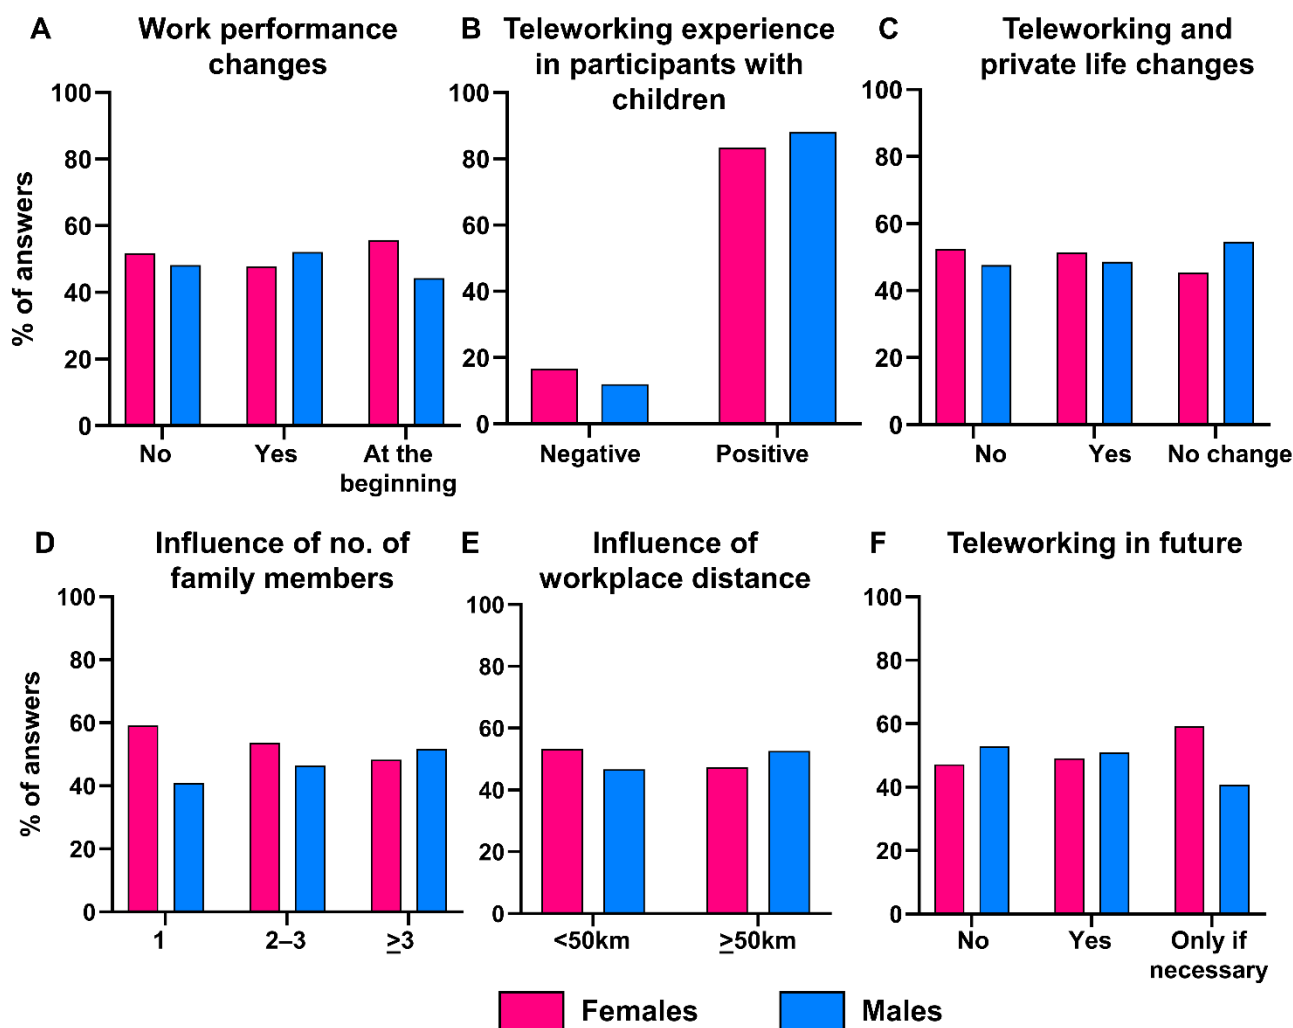 A
Work performance
changes
% of answers
100
80
60
40
20
0
No
Yes
At the
beginning
B
Teleworking experience
in participants with
children
100
80
60
40
20
0
Negative
Positive
C
Teleworking and
private life changes
100
80
60
40
20
0
No
Yes
No change
D
Influence of no. of
family members
% of answers
100
80
60
40
20
0
1
2–3
≥3
E
Influence of
workplace distance
100
80
60
40
20
0
<50km
≥50km
F
Teleworking in future
100
80
60
40
20
0
No
Yes
Only if
necessary
Females
Males